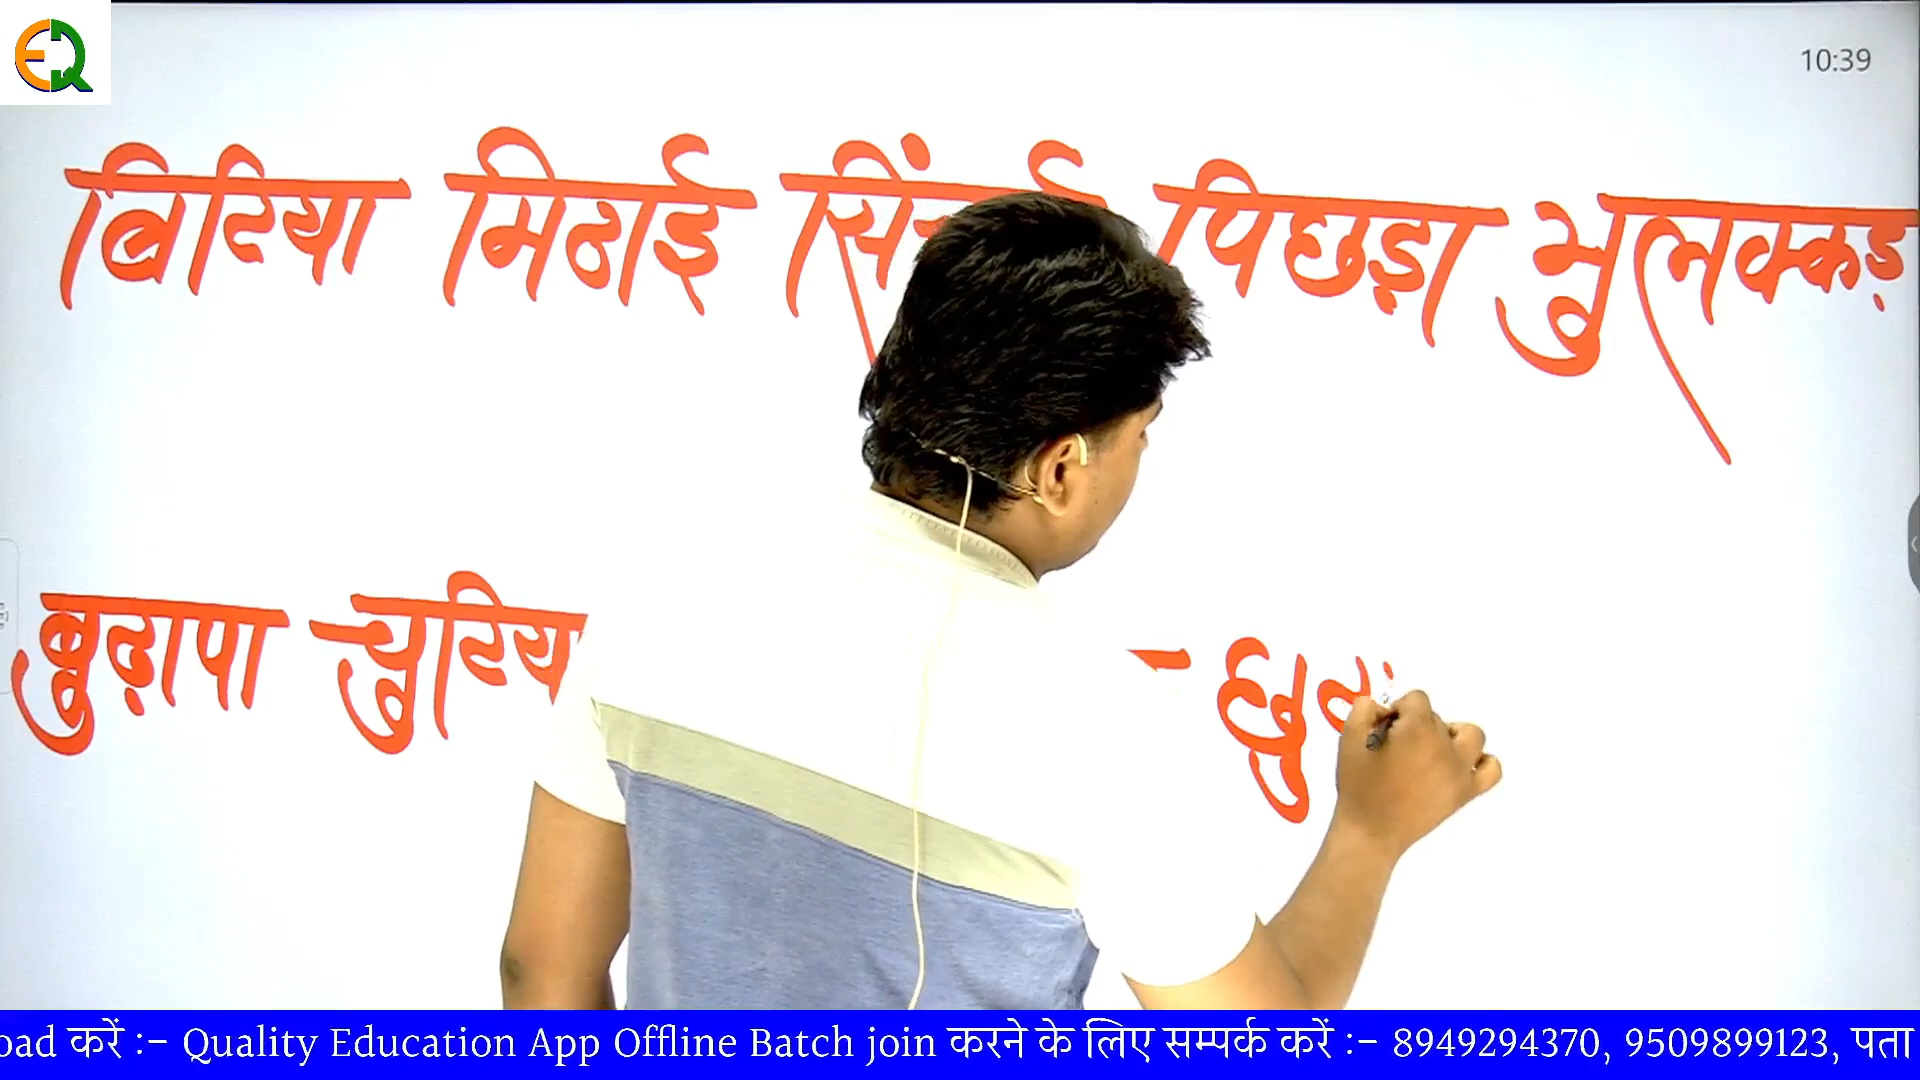 EQ
10:39
बिटिया मिठाई पिछड़ा भुलक्कड़
बुढ़ापा
करें :- Quality Education App Offline Batch join करने के लिए सम्पर्क करें :- 8949294370, 9509899123, पता